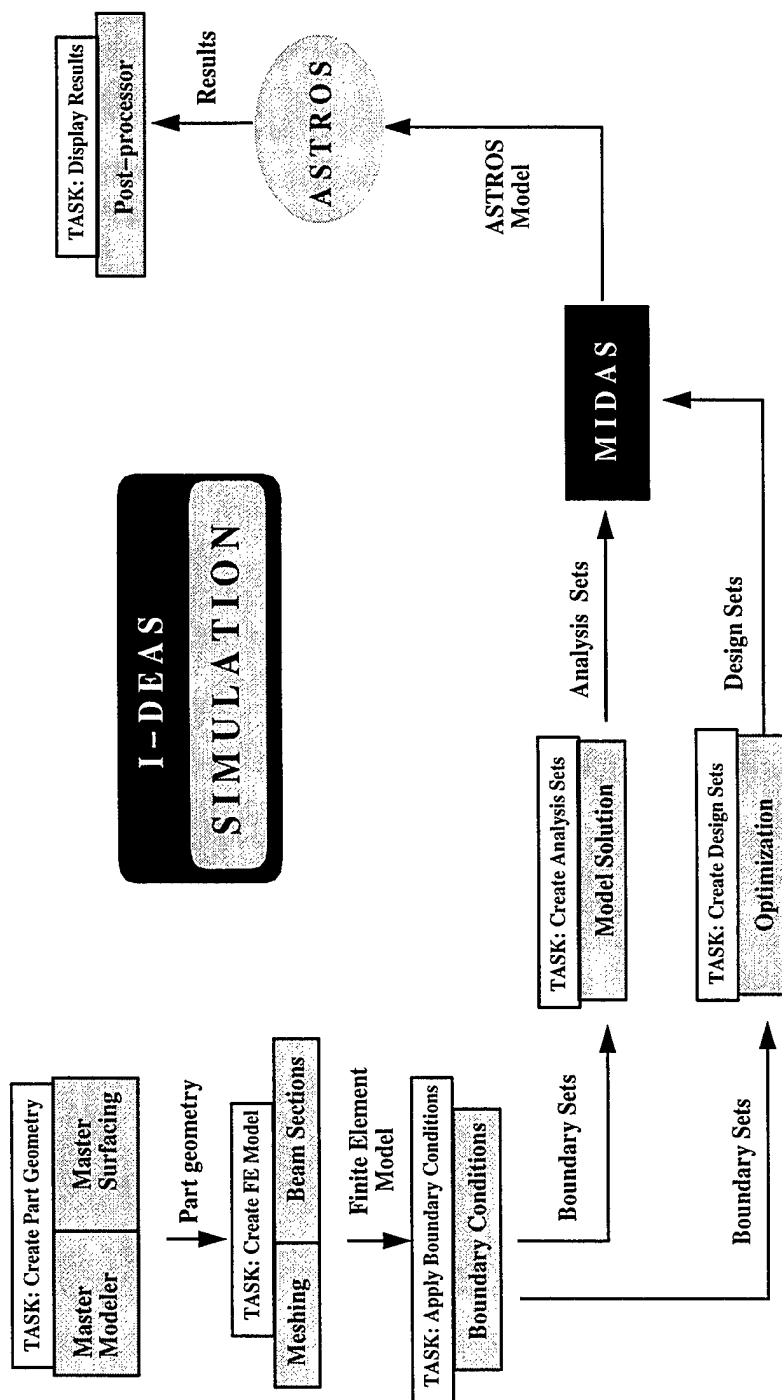 I-DEAS
SIMULATION
TASK: Create Part Geometry
Master
Modeler
Master
Surfacing
Part geometry
TASK: Create FE Model
Meshing
Beam Sections
Finite Element
Model
TASK: Apply Boundary Conditions
Boundary Conditions
Boundary Sets
Boundary Sets
TASK: Create Analysis Sets
Model Solution
Analysis Sets
TASK: Create Design Sets
Optimization
Design Sets
MIDAS
ASTROS
Model
ASTROS
Results
TASK: Display Results
Post-processor